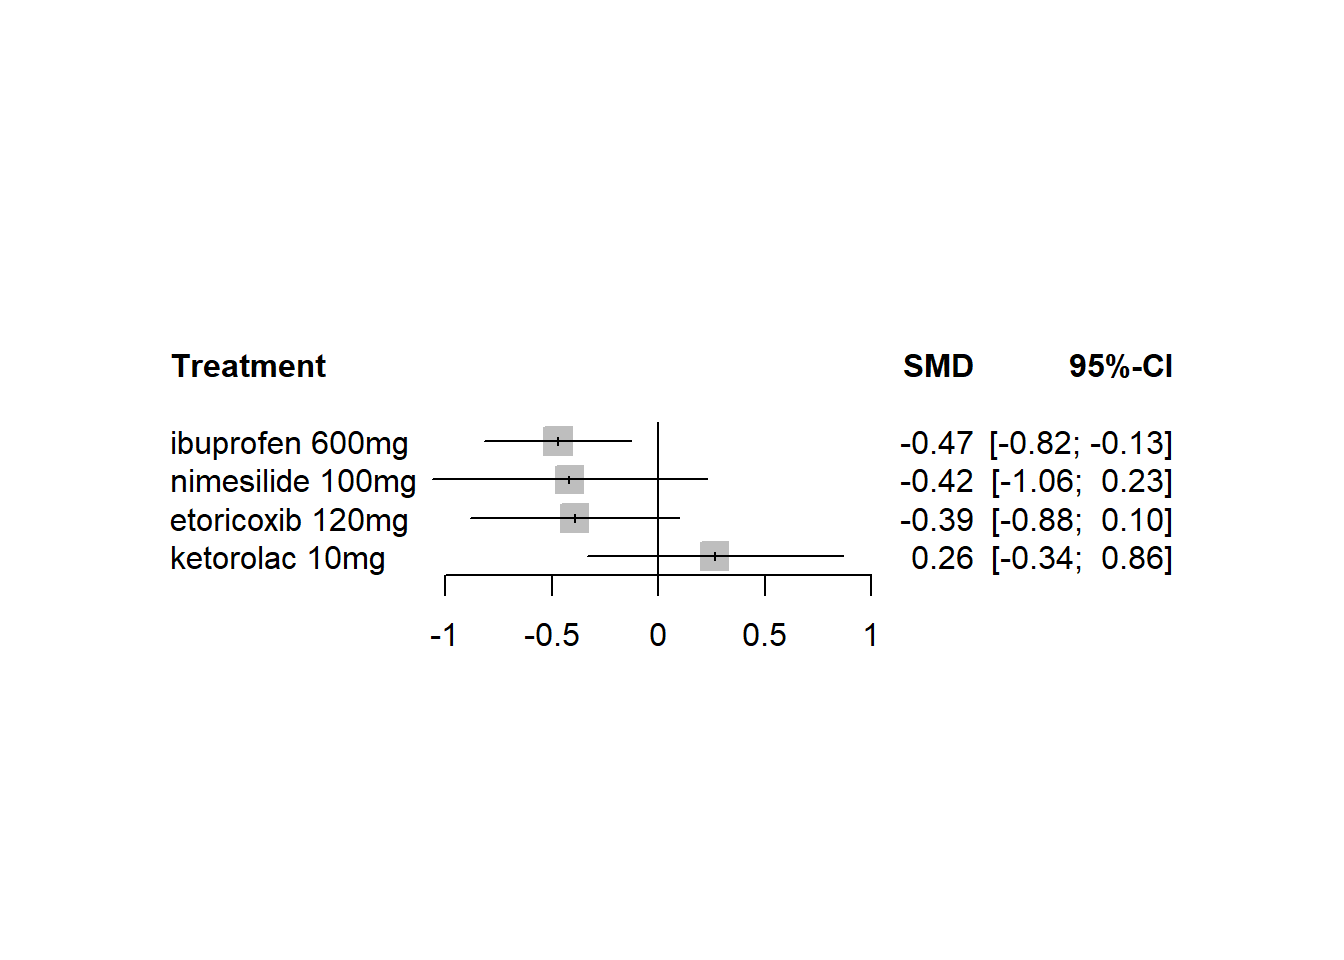 Treatment SMD 95%-CI
ibuprofen 600mg -0.47 [-0.82; -0.13]
nimesilide 100mg -0.42 [-1.06; 0.23]
etoricoxib 120mg -0.39 [-0.88; 0.10]
ketorolac 10mg 0.26 [-0.34; 0.86]
-1 -0.5 0 0.5 1